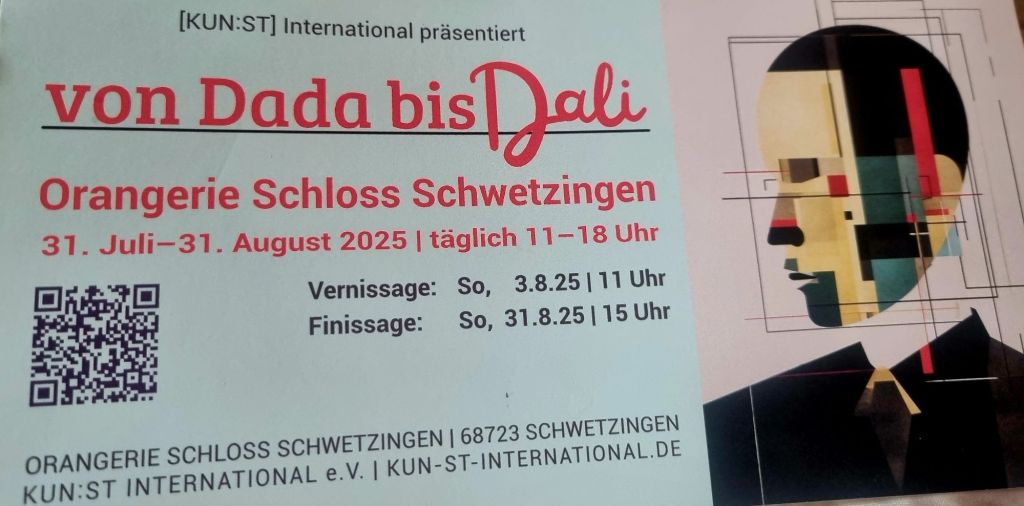 [KUN:ST] International präsentiert
von Dada bis Dali
Orangerie Schloss Schwetzingen
31. Juli–31. August 2025 | täglich 11–18 Uhr
Vernissage: So, 3.8.25 | 11 Uhr
Finissage: So, 31.8.25 | 15 Uhr
ORANGERIE SCHLOSS SCHWETZINGEN | 68723 SCHWETZINGEN
KUN:ST INTERNATIONAL e.V. | KUN-ST-INTERNATIONAL.DE